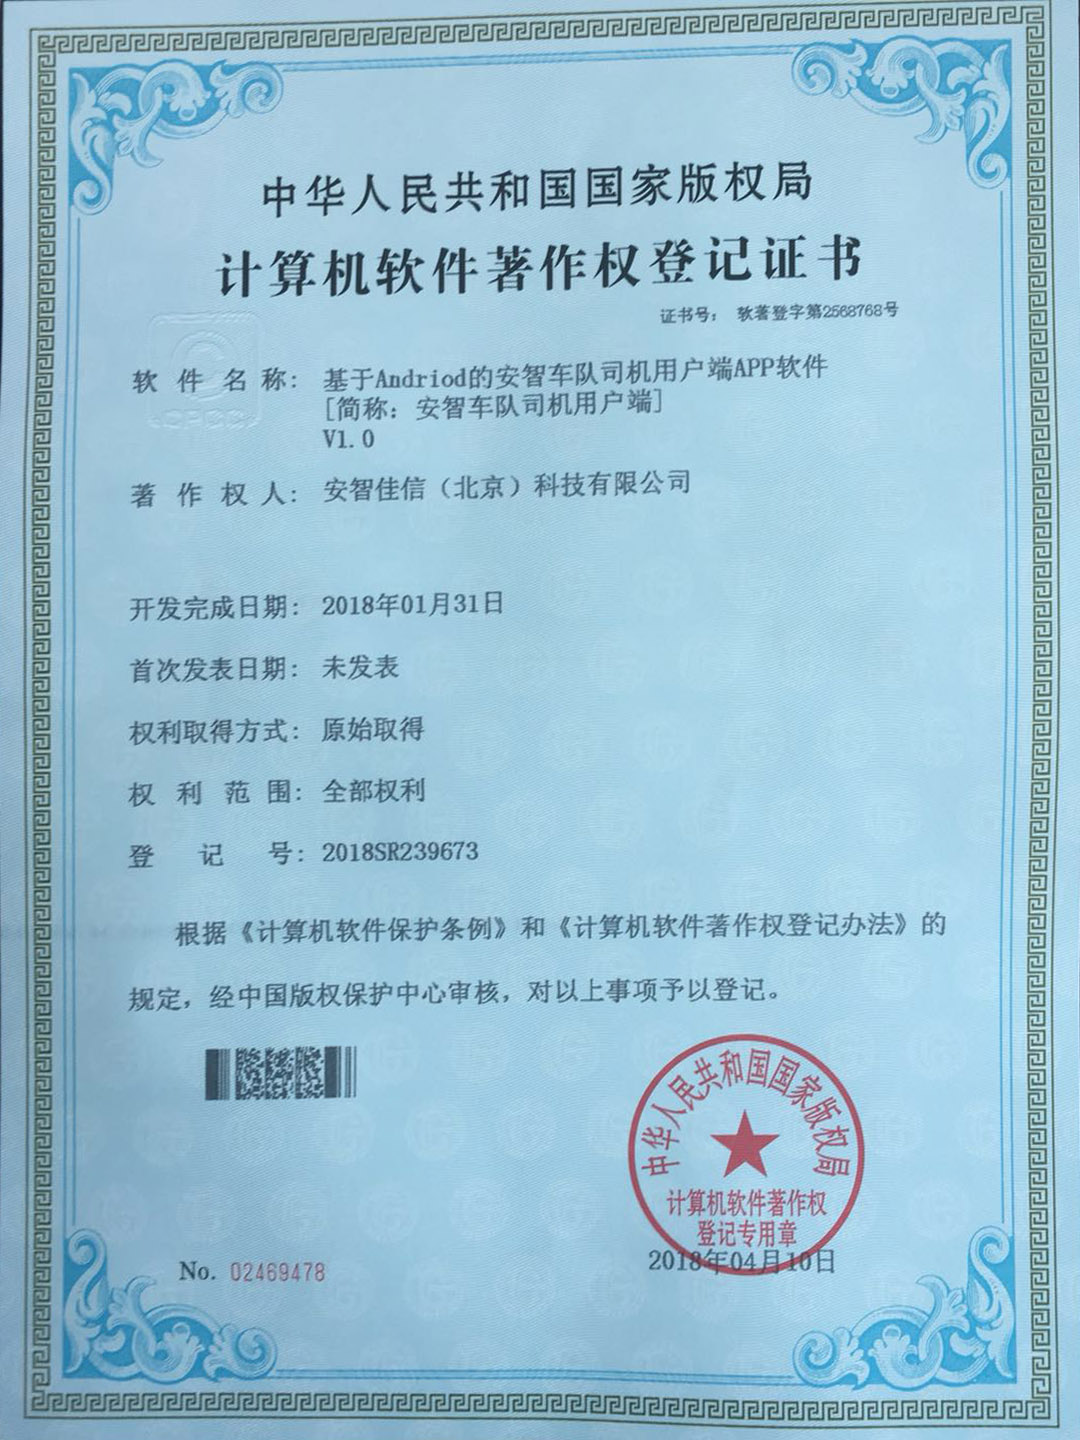 中华人民共和国国家版权局
计算机软件著作权登记证书
证书号： 软著登字第2568768号
软件名称： 基于Andriod的安智车队司机用户端APP软件
[简称：安智车队司机用户端]
V1.0
著作权人： 安智佳信（北京）科技有限公司
开发完成日期： 2018年01月31日
首次发表日期： 未发表
权利取得方式： 原始取得
权利范围： 全部权利
登记号： 2018SR239673
根据《计算机软件保护条例》和《计算机软件著作权登记办法》的
规定，经中国版权保护中心审核，对以上事项予以登记。
中华人民共和国国家版权局
计算机软件著作权
登记专用章
2018年04月10日
No. 02469478
CPCC